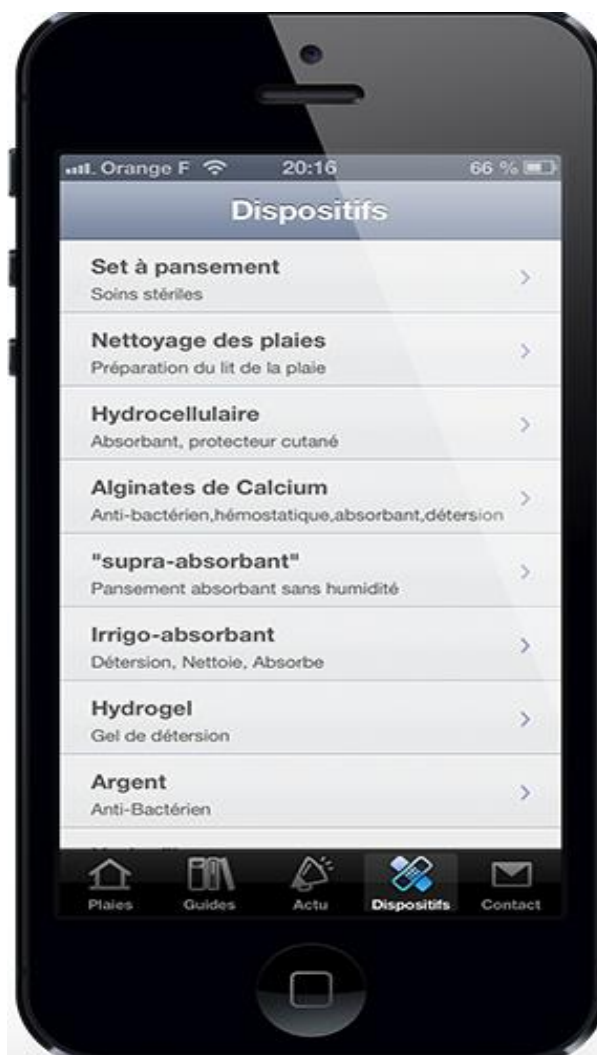 Orange F
20:16
66 %
Dispositifs
Set à pansement
Soins stériles
Nettoyage des plaies
Préparation du lit de la plaie
Hydrocellulaire
Absorbant, protecteur cutané
Alginates de Calcium
Anti-bactérien,hémostatique,absorbant,détersion
"supra-absorbant"
Pansement absorbant sans humidité
Irrigo-absorbant
Détersion, Nettoie, Absorbe
Hydrogel
Gel de détersion
Argent
Anti-Bactérien
Plaies
Guides
Actu
Dispositifs
Contact